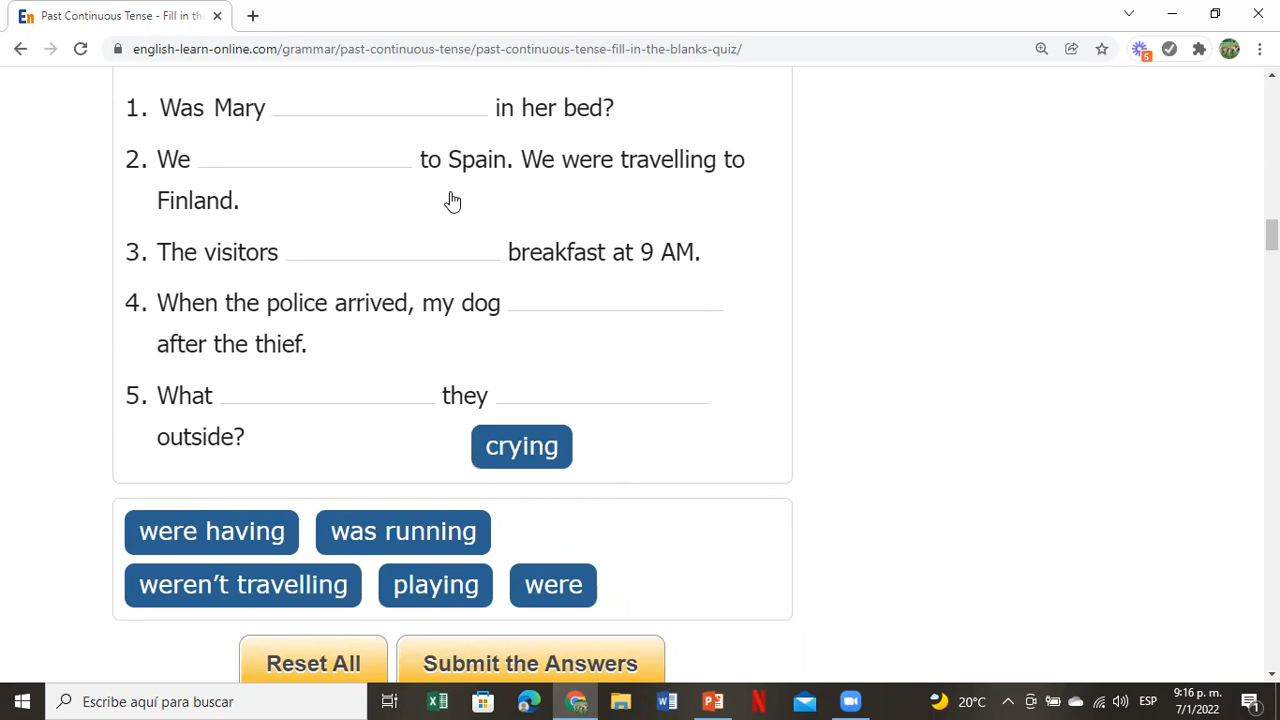 En Past Continuous Tense - Fill in the
english-learn-online.com/grammar/past-continuous-tense/past-continuous-tense-fill-in-the-blanks-quiz/
5
1. Was Mary in her bed?
2. We to Spain. We were travelling to
Finland.
3. The visitors breakfast at 9 AM.
4. When the police arrived, my dog
after the thief.
5. What they
outside?
crying
were having was running
weren't travelling playing were
Reset All Submit the Answers
Escribe aquí para buscar
20°C ESP
9:16 p. m.
7/1/2022
1